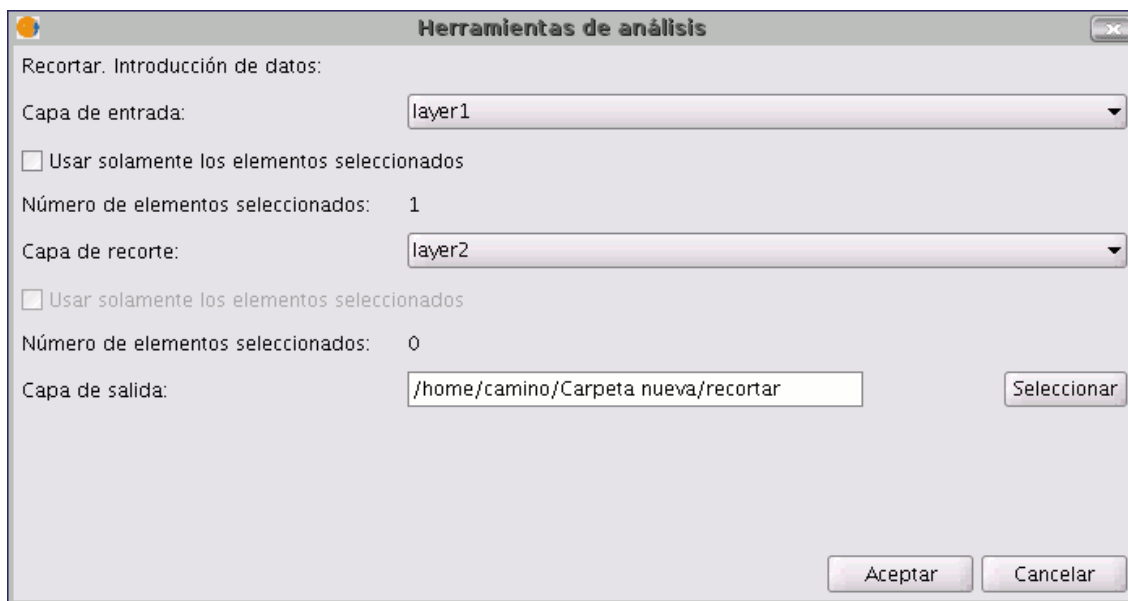 Herramientas de análisis
Recortar. Introducción de datos:
Capa de entrada: layer1
Usar solamente los elementos seleccionados
Número de elementos seleccionados: 1
Capa de recorte: layer2
Usar solamente los elementos seleccionados
Número de elementos seleccionados: 0
Capa de salida: /home/camino/Carpeta nueva/recortar Seleccionar
Aceptar Cancelar